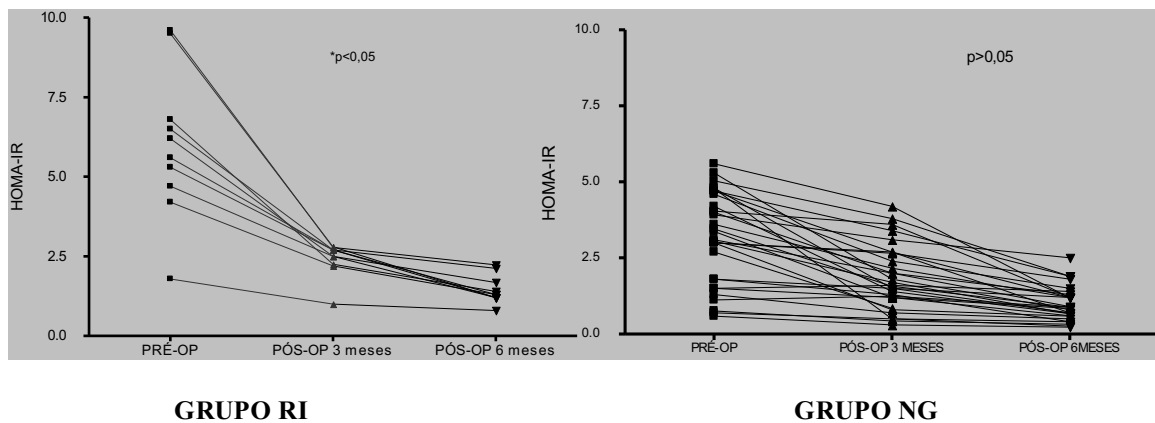 10.0
7.5
5.0
2.5
0.0
HOMA-IR
*p<0,05
PRÉ-OP
PÓS-OP 3 meses
PÓS-OP 6 meses
10.0
7.5
5.0
2.5
0.0
HOMA-IR
p>0,05
PRÉ-OP
PÓS-OP 3 MESES
PÓS-OP 6MESES
GRUPO RI
GRUPO NG